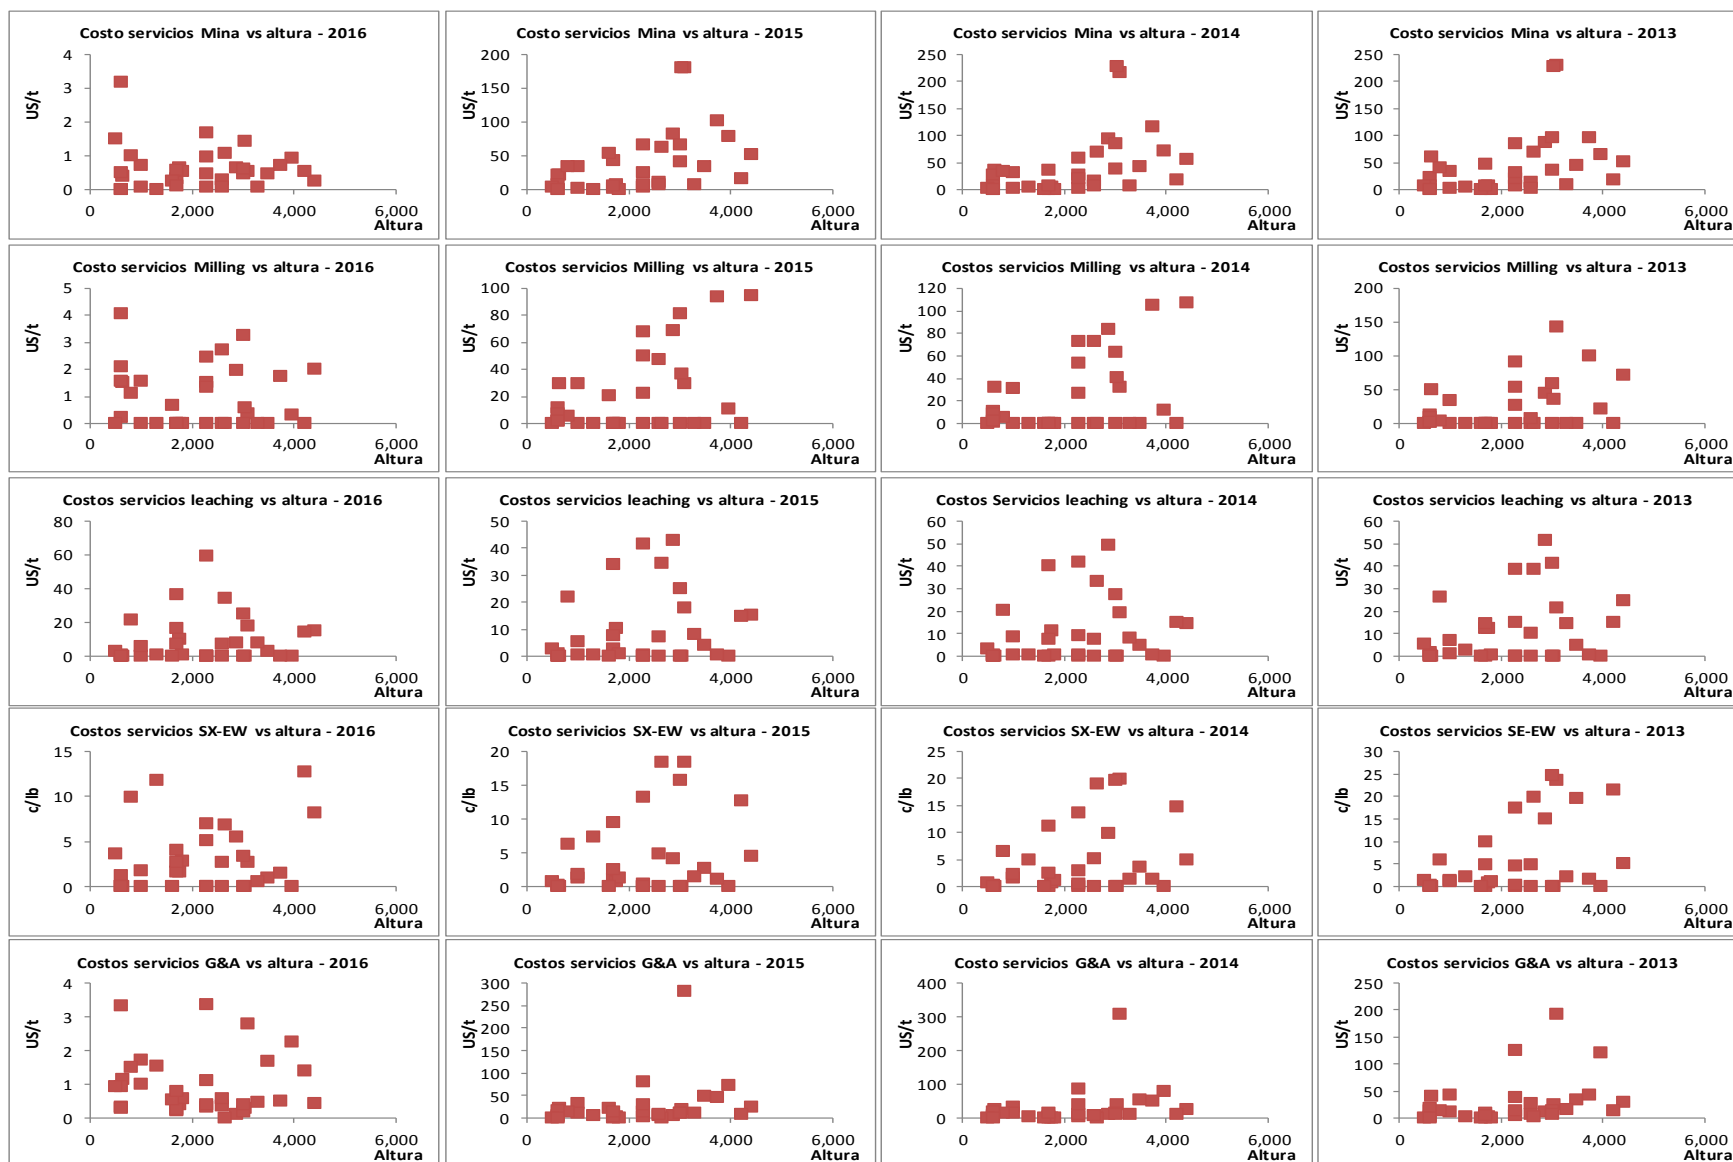 Costo servicios Mina vs altura - 2016
US/t
4
3
2
1
0
0 2,000 4,000 6,000
Altura
Costo servicios Mina vs altura - 2015
US/t
200
150
100
50
0
0 2,000 4,000 6,000
Altura
Costo servicios Mina vs altura - 2014
US/t
250
200
150
100
50
0
0 2,000 4,000 6,000
Altura
Costo servicios Mina vs altura - 2013
US/t
250
200
150
100
50
0
0 2,000 4,000 6,000
Altura
Costo servicios Milling vs altura - 2016
US/t
5
4
3
2
1
0
0 2,000 4,000 6,000
Altura
Costos servicios Milling vs altura - 2015
US/t
100
80
60
40
20
0
0 2,000 4,000 6,000
Altura
Costos servicios Milling vs altura - 2014
US/t
120
100
80
60
40
20
0
0 2,000 4,000 6,000
Altura
Costos servicios Milling vs altura - 2013
US/t
200
150
100
50
0
0 2,000 4,000 6,000
Altura
Costos servicios leaching vs altura - 2016
US/t
80
60
40
20
0
0 2,000 4,000 6,000
Altura
Costos servicios leaching vs altura - 2015
US/t
50
40
30
20
10
0
0 2,000 4,000 6,000
Altura
Costos Servicios leaching vs altura - 2014
US/t
60
50
40
30
20
10
0
0 2,000 4,000 6,000
Altura
Costos servicios leaching vs altura - 2013
US/t
60
50
40
30
20
10
0
0 2,000 4,000 6,000
Altura
Costos servicios SX-EW vs altura - 2016
c/lb
15
10
5
0
0 2,000 4,000 6,000
Altura
Costo serivicios SX-EW vs altura - 2015
c/lb
20
15
10
5
0
0 2,000 4,000 6,000
Altura
Costos servicios SX-EW vs altura - 2014
c/lb
25
20
15
10
5
0
0 2,000 4,000 6,000
Altura
Costos servicios SE-EW vs altura - 2013
c/lb
30
25
20
15
10
5
0
0 2,000 4,000 6,000
Altura
Costos servicios G&A vs altura - 2016
US/t
4
3
2
1
0
0 2,000 4,000 6,000
Altura
Costos servicios G&A vs altura - 2015
US/t
300
250
200
150
100
50
0
0 2,000 4,000 6,000
Altura
Costo servicios G&A vs altura - 2014
US/t
400
300
200
100
0
0 2,000 4,000 6,000
Altura
Costos servicios G&A vs altura - 2013
US/t
250
200
150
100
50
0
0 2,000 4,000 6,000
Altura